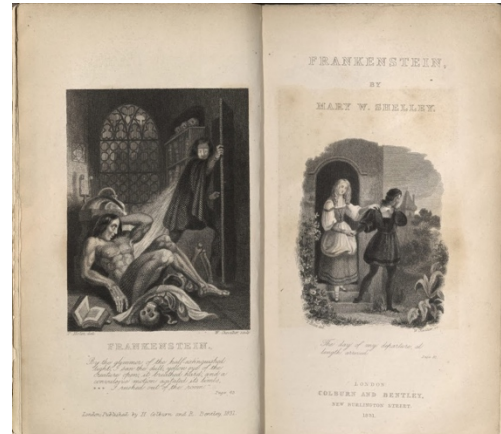 FRANKENSTEIN.
By the glimmer of the half-extinguished
light, I saw the dull, yellow eye of the
creature open; it breathed hard, and a
convulsive motion agitated its limbs,
*** I rushed out of the room.
London, Published by H. Colburn and R. Bentley, 1831
FRANKENSTEIN,
BY
MARY W. SHELLEY.
The day of my departure at
length arrived.
LONDON
COLBURN AND BENTLEY,
NEW BURLINGTON STREET.
1831.